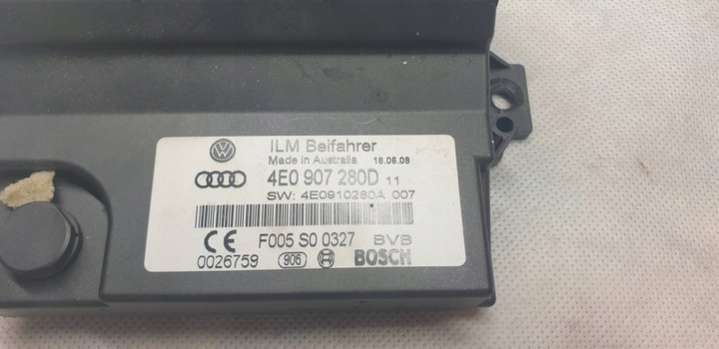 ILM Beifahrer
Made in Australia 16.06.08
4E0 907 280D 11
SW: 4E0910280A 007
CE F005 S0 0327 BVB
0026759 906 BOSCH